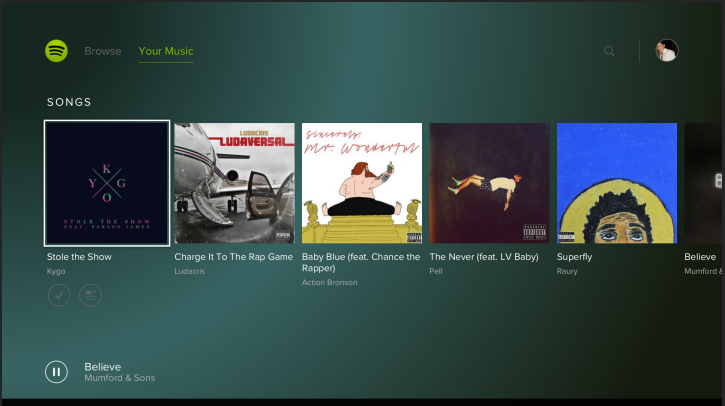 Browse
Your Music
SONGS
K
Y G
O
STOLE THE SHOW
FEAT. PARSON JAMES
LUDACRIS
LUDAVERSAL
Sincerely,
Mr. Wonderful
B
Stole the Show
Kygo
Charge It To The Rap Game
Ludacris
Baby Blue (feat. Chance the
Rapper)
Action Bronson
The Never (feat. LV Baby)
Pell
Superfly
Raury
Believe
Mumford &
Believe
Mumford & Sons